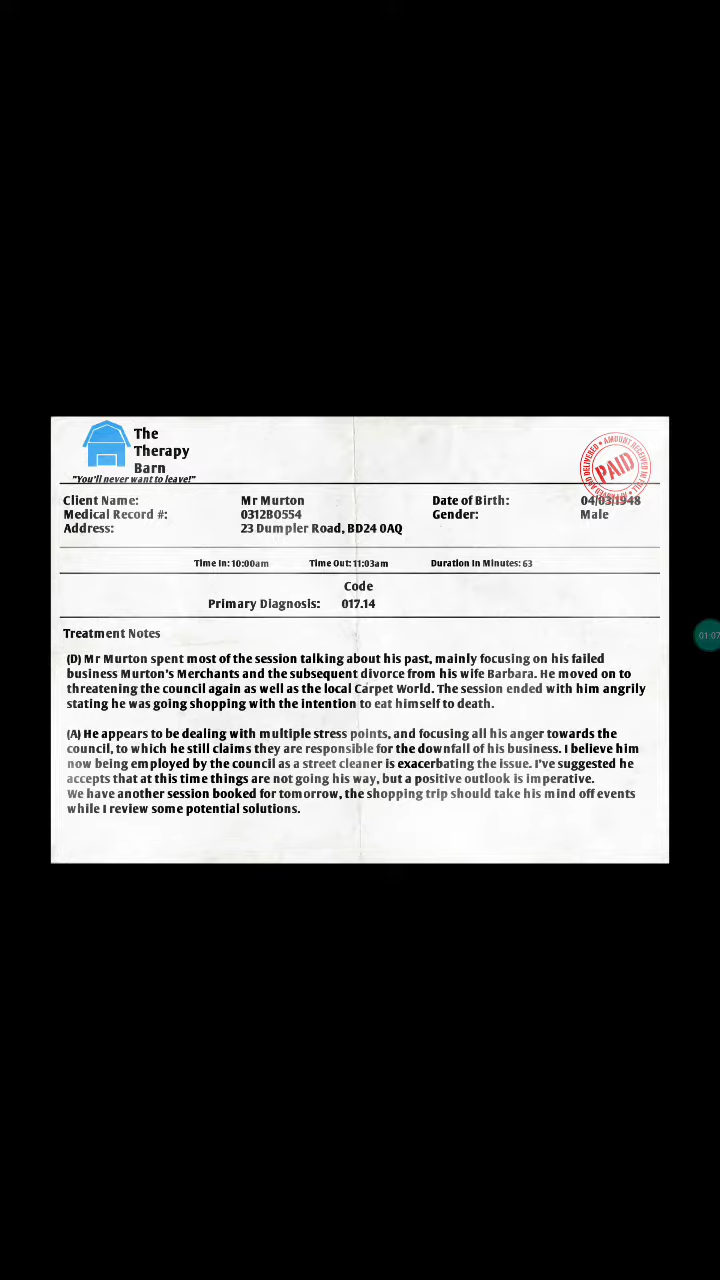 The
Therapy
Barn
"You'll never want to leave!"
AND DELIVERED • AMOUNT RECEIVED IN FULL •
PAID
Client Name: Mr Murton Date of Birth: 04/03/1948
Medical Record #: 0312B0554 Gender: Male
Address: 23 Dumpler Road, BD24 0AQ
Time In: 10:00am Time Out: 11:03am Duration In Minutes: 63
Code
Primary Diagnosis: 017.14
Treatment Notes
(D) Mr Murton spent most of the session talking about his past, mainly focusing on his failed
business Murton's Merchants and the subsequent divorce from his wife Barbara. He moved on to
threatening the council again as well as the local Carpet World. The session ended with him angrily
stating he was going shopping with the intention to eat himself to death.
(A) He appears to be dealing with multiple stress points, and focusing all his anger towards the
council, to which he still claims they are responsible for the downfall of his business. I believe him
now being employed by the council as a street cleaner is exacerbating the issue. I've suggested he
accepts that at this time things are not going his way, but a positive outlook is imperative.
We have another session booked for tomorrow, the shopping trip should take his mind off events
while I review some potential solutions.
01:07